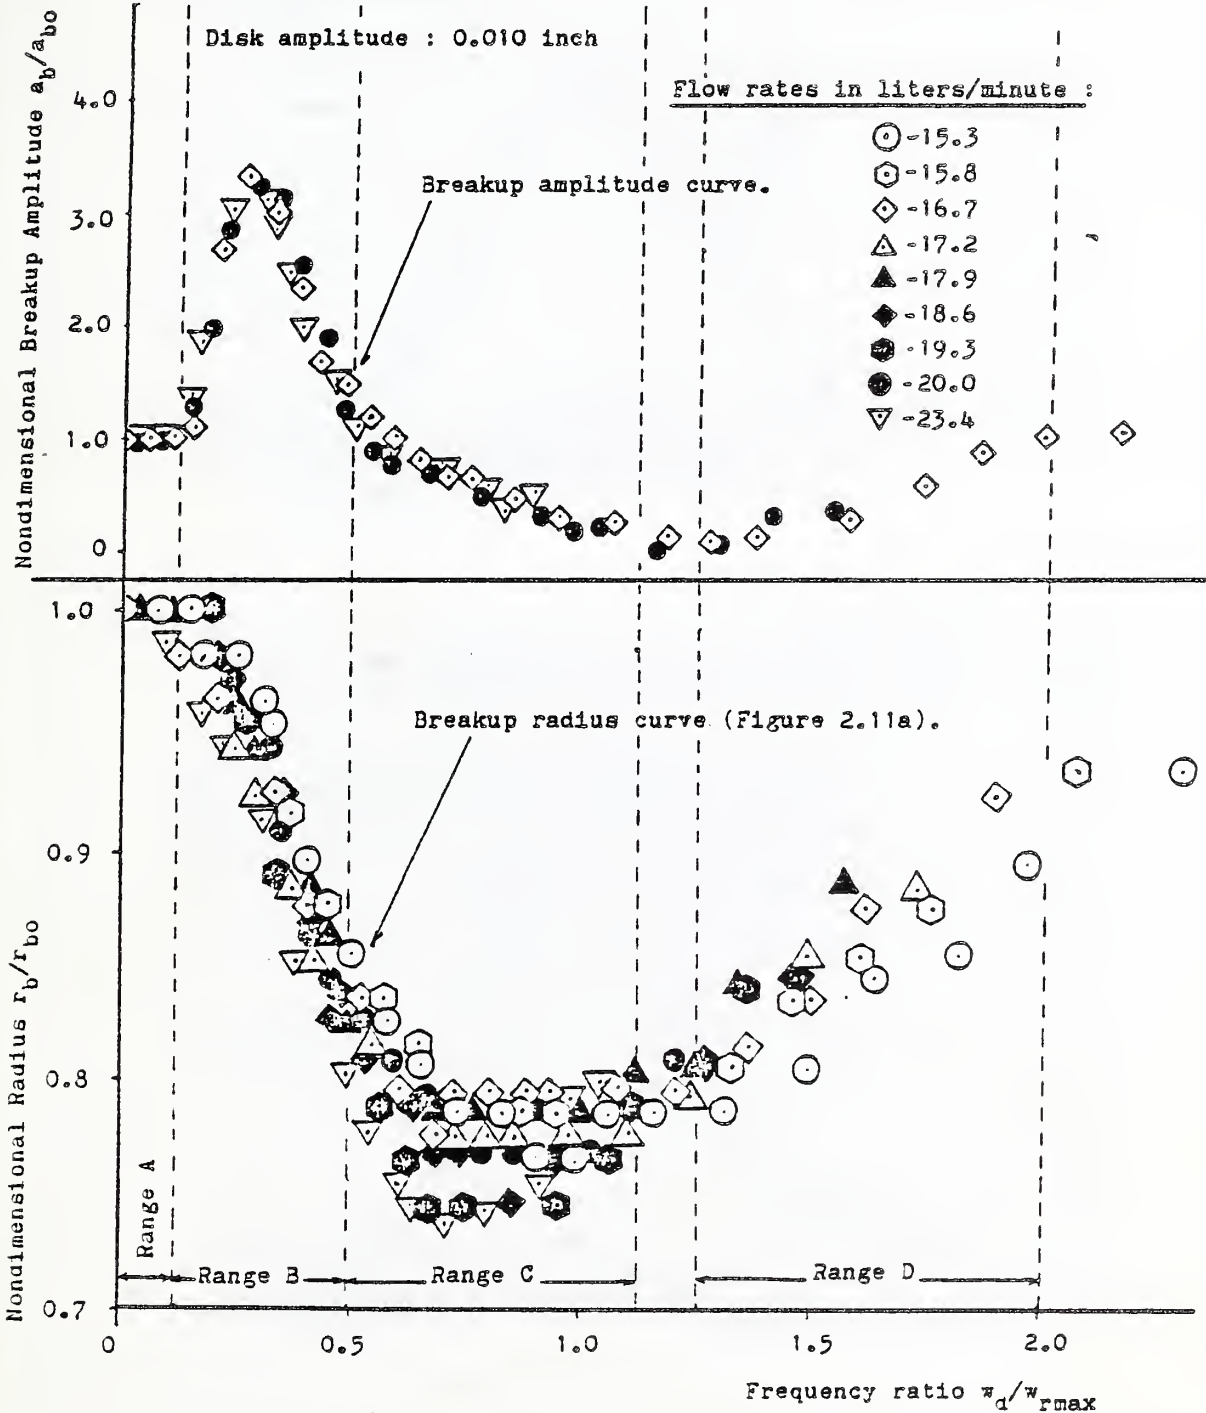 Disk amplitude : 0.010 inch
Flow rates in liters/minute :
-15.3
-15.8
-16.7
-17.2
-17.9
-18.6
-19.3
-20.0
-23.4
Breakup amplitude curve.
Nondimensional Breakup Amplitude a_b/a_bo
4.0
3.0
2.0
1.0
0
Breakup radius curve (Figure 2.11a).
Nondimensional Radius r_b/r_bo
1.0
0.9
0.8
0.7
Range A
Range B
Range C
Range D
0
0.5
1.0
1.5
2.0
Frequency ratio w_d/w_rmax